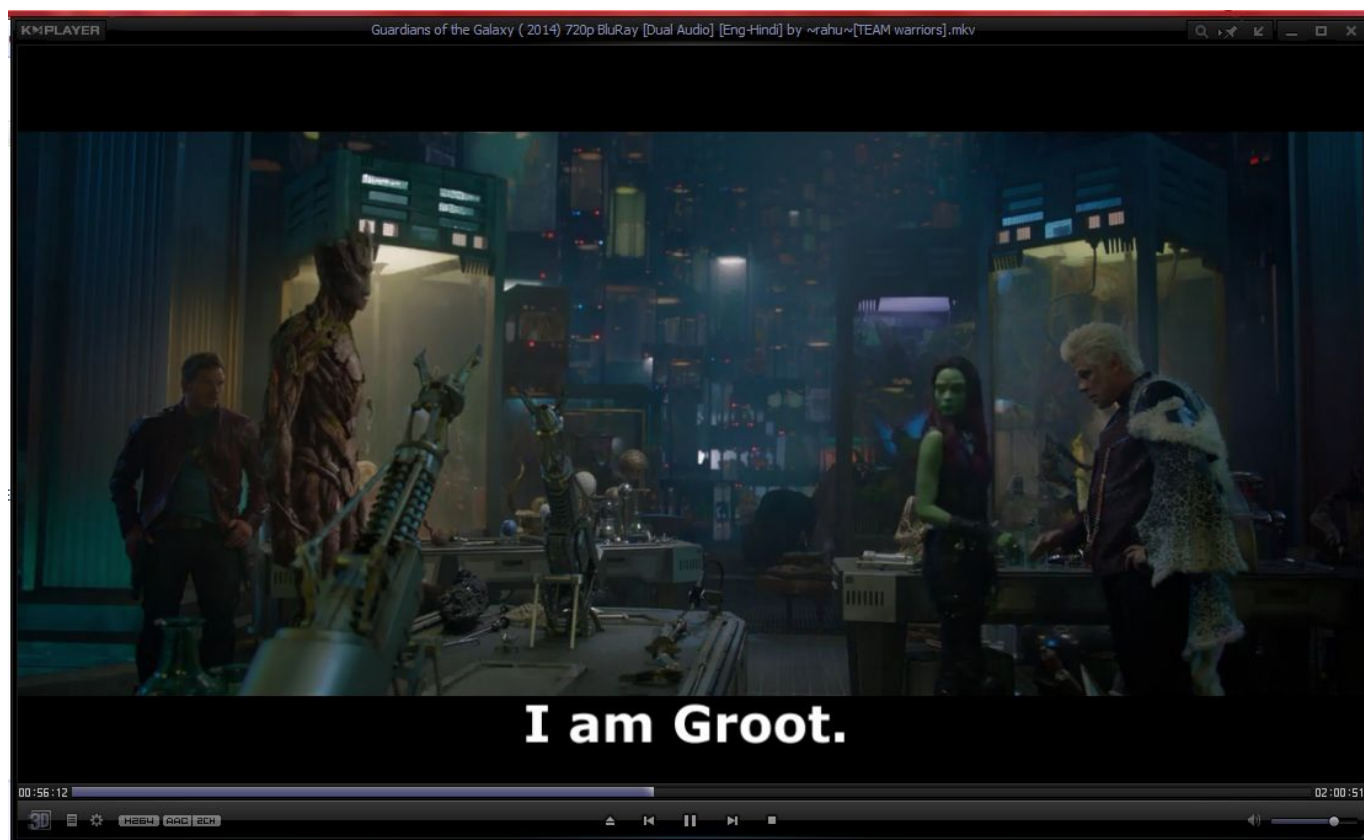 KMPLAYER
Guardians of the Galaxy ( 2014) 720p BluRay [Dual Audio] [Eng-Hindi] by ~rahu~[TEAM warriors].mkv
I am Groot.
00:56:12
02:00:51
3D
H264 AAC 2CH